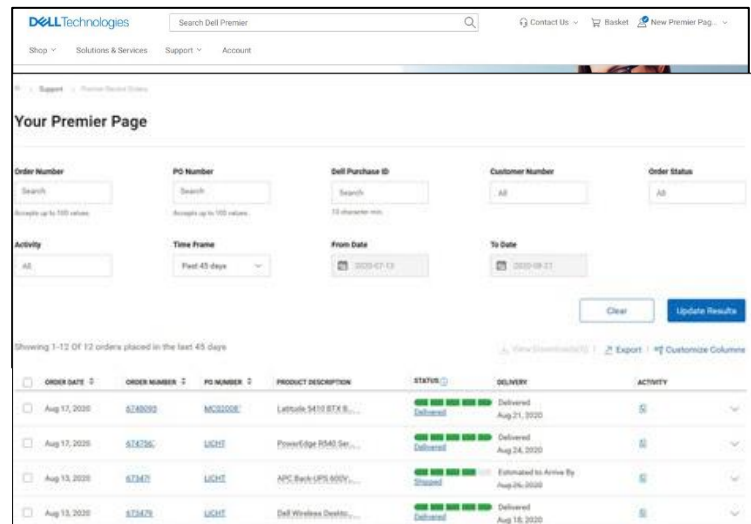 DELLTechnologies
Search Dell Premier
Contact Us
Basket
New Premier Pag...
Shop
Solutions & Services
Support
Account
Support
Your Premier Page
Order Number
PO Number
Dell Purchase ID
Customer Number
Order Status
Search
Search
Search
All
All
Accepts up to 100 values
Accepts up to 100 values
10 character min.
Activity
Time Frame
From Date
To Date
All
Past 45 days
Clear
Update Results
Showing 1-12 Of 12 orders placed in the last 45 days
Export
Customize Columns
ORDER DATE
ORDER NUMBER
PO NUMBER
PRODUCT DESCRIPTION
STATUS
DELIVERY
ACTIVITY
Aug 17, 2020
Latitude 5410 BTX B...
Delivered
Delivered
Aug 21, 2020
Aug 17, 2020
LICHT
PowerEdge R540 Ser...
Delivered
Delivered
Aug 24, 2020
Aug 13, 2020
67347
LICHT
APC Back-UPS 600V...
Shipped
Estimated to Arrive By
Aug 26, 2020
Aug 13, 2020
LICHT
Dell Wireless Deskto...
Delivered
Delivered
Aug 18, 2020